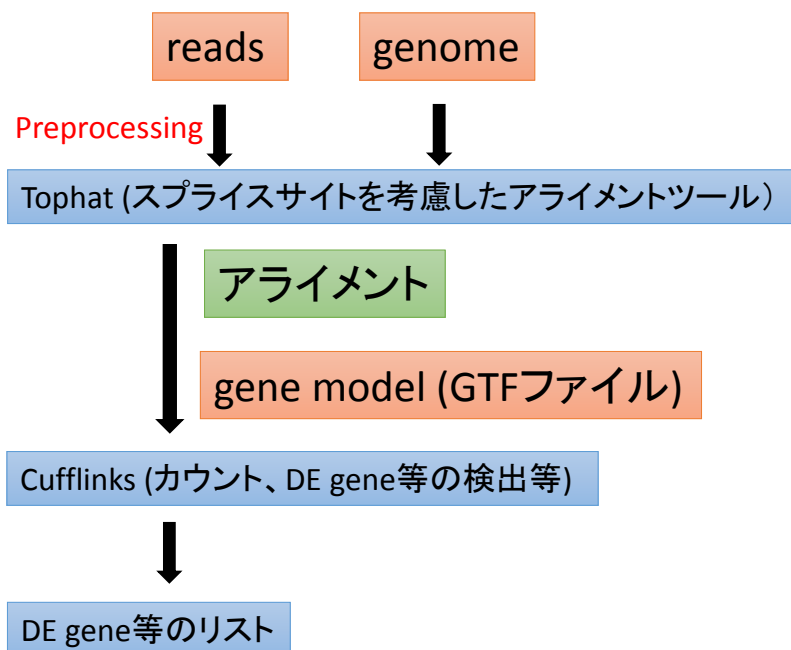 reads
genome
Preprocessing
Tophat (スプライスサイトを考慮したアライメントツール）
アライメント
gene model (GTFファイル)
Cufflinks (カウント、DE gene等の検出等)
DE gene等のリスト